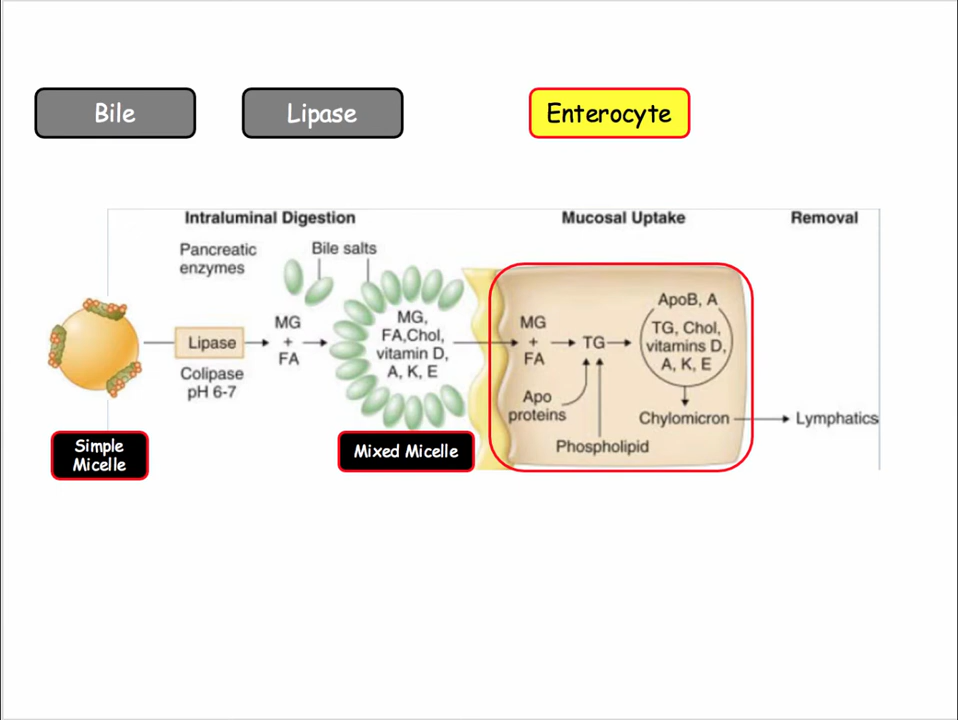 Bile
Lipase
Enterocyte
Intraluminal Digestion
Mucosal Uptake
Removal
Pancreatic
enzymes
Bile salts
Lipase
Colipase
pH 6-7
MG
+
FA
MG,
FA,Chol,
vitamin D,
A, K, E
MG
+
FA
TG
Apo
proteins
Phospholipid
ApoB, A
TG, Chol,
vitamins D,
A, K, E
Chylomicron
Lymphatics
Simple
Micelle
Mixed Micelle